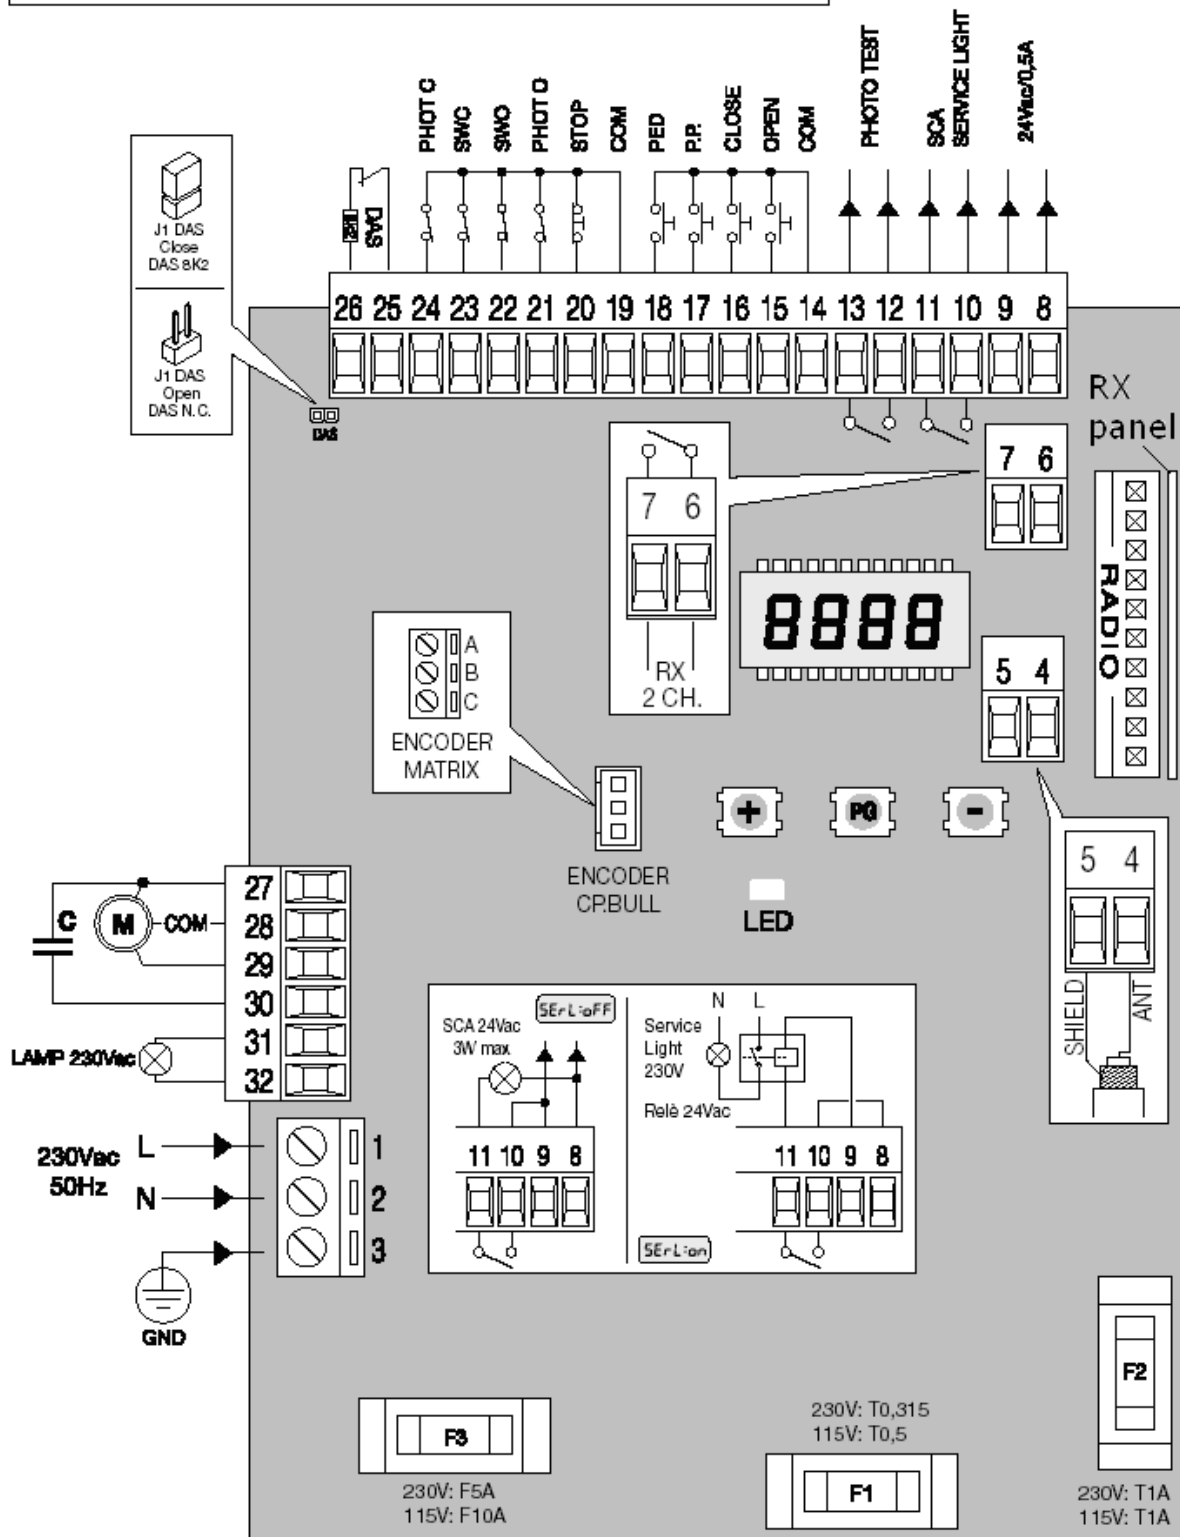 PHOT C
SWC
SWO
PHOT O
STOP
COM
PED
P.P.
CLOSE
OPEN
COM
PHOTO TEST
SCA
SERVICE LIGHT
24Vac/0,5A
J1 DAS
Close
DAS 8K2
J1 DAS
Open
DAS N.C.
8K2
DAS
26 25 24 23 22 21 20 19 18 17 16 15 14 13 12 11 10 9 8
DAS
RX
panel
7 6
7 6
RX
2 CH.
RADIO
8888
5 4
A
B
C
ENCODER
MATRIX
ENCODER
CP.BULL
+
PG
-
LED
5 4
SHIELD
ANT
27
C
M
COM
28
29
30
31
LAMP 230Vac
32
SCA 24Vac
3W max
SErL:oFF
11 10 9 8
N L
Service
Light
230V
Relè 24Vac
11 10 9 8
SErL:on
230Vac
50Hz
L
1
N
2
3
GND
F3
230V: F5A
115V: F10A
230V: T0,315
115V: T0,5
F1
F2
230V: T1A
115V: T1A